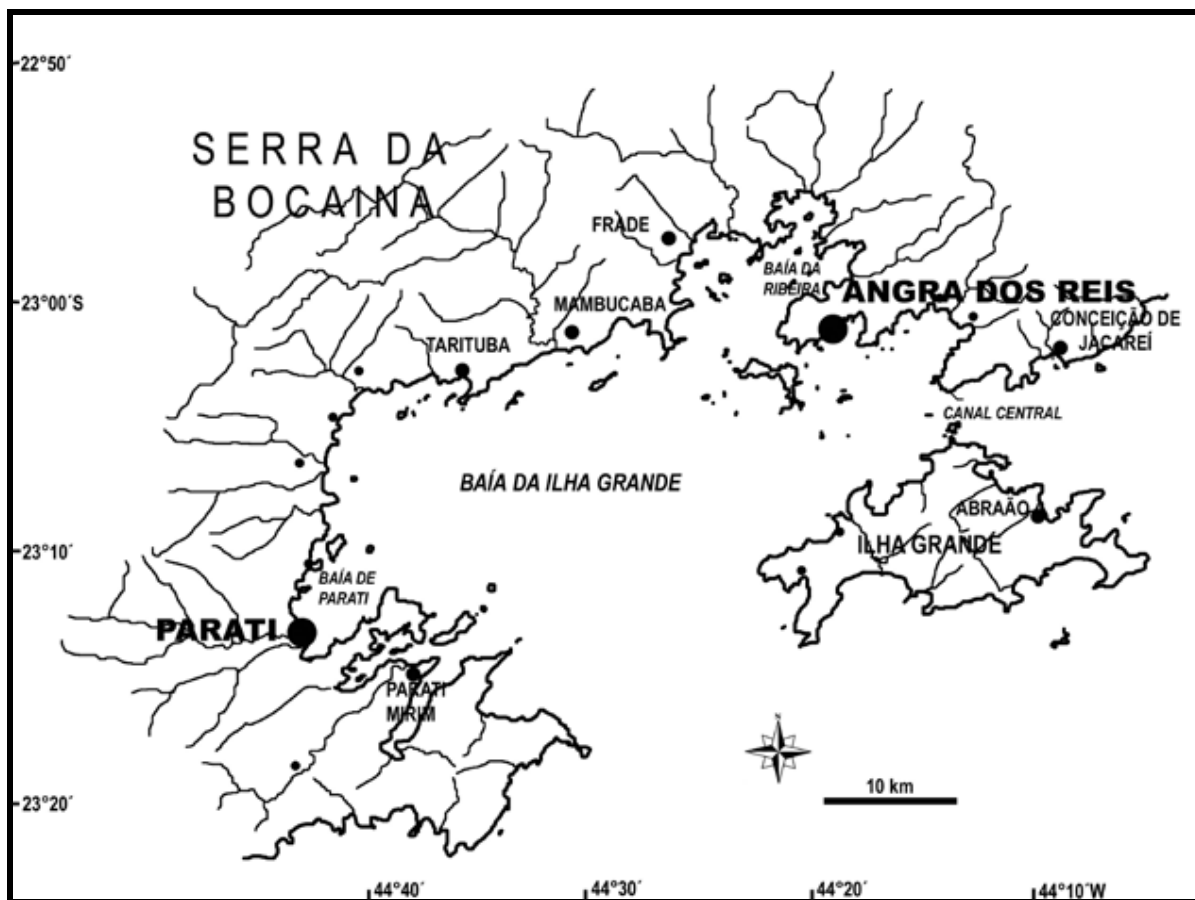 22°50´
SERRA DA
BOCAINA
FRADE
BAÍA DA
RIBEIRA
ANGRA DOS REIS
23°00´S
MAMBUCABA
CONCEIÇÃO DE
JACAREÍ
TARITUBA
CANAL CENTRAL
BAÍA DA ILHA GRANDE
ABRAÃO
ILHA GRANDE
23°10´
BAÍA DE
PARATI
PARATI
PARATI
MIRIM
N
10 km
23°20´
44°40´
44°30´
44°20´
44°10´W